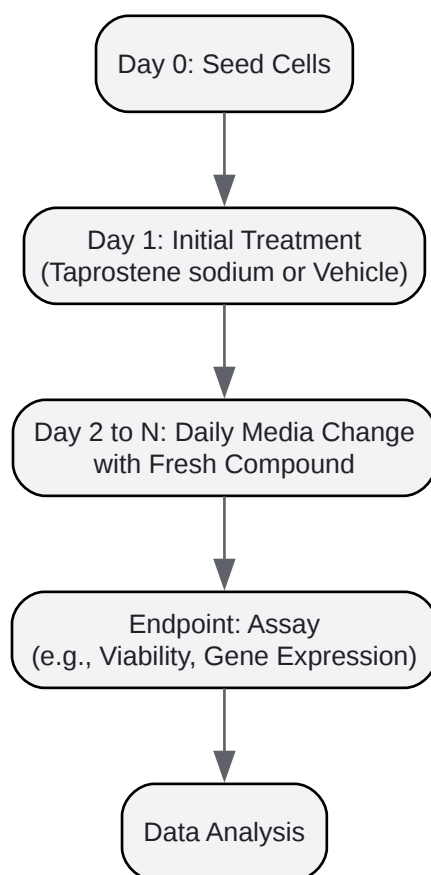 Day 0: Seed Cells
Day 1: Initial Treatment
(Taprostene sodium or Vehicle)
Day 2 to N: Daily Media Change
with Fresh Compound
Endpoint: Assay
(e.g., Viability, Gene Expression)
Data Analysis